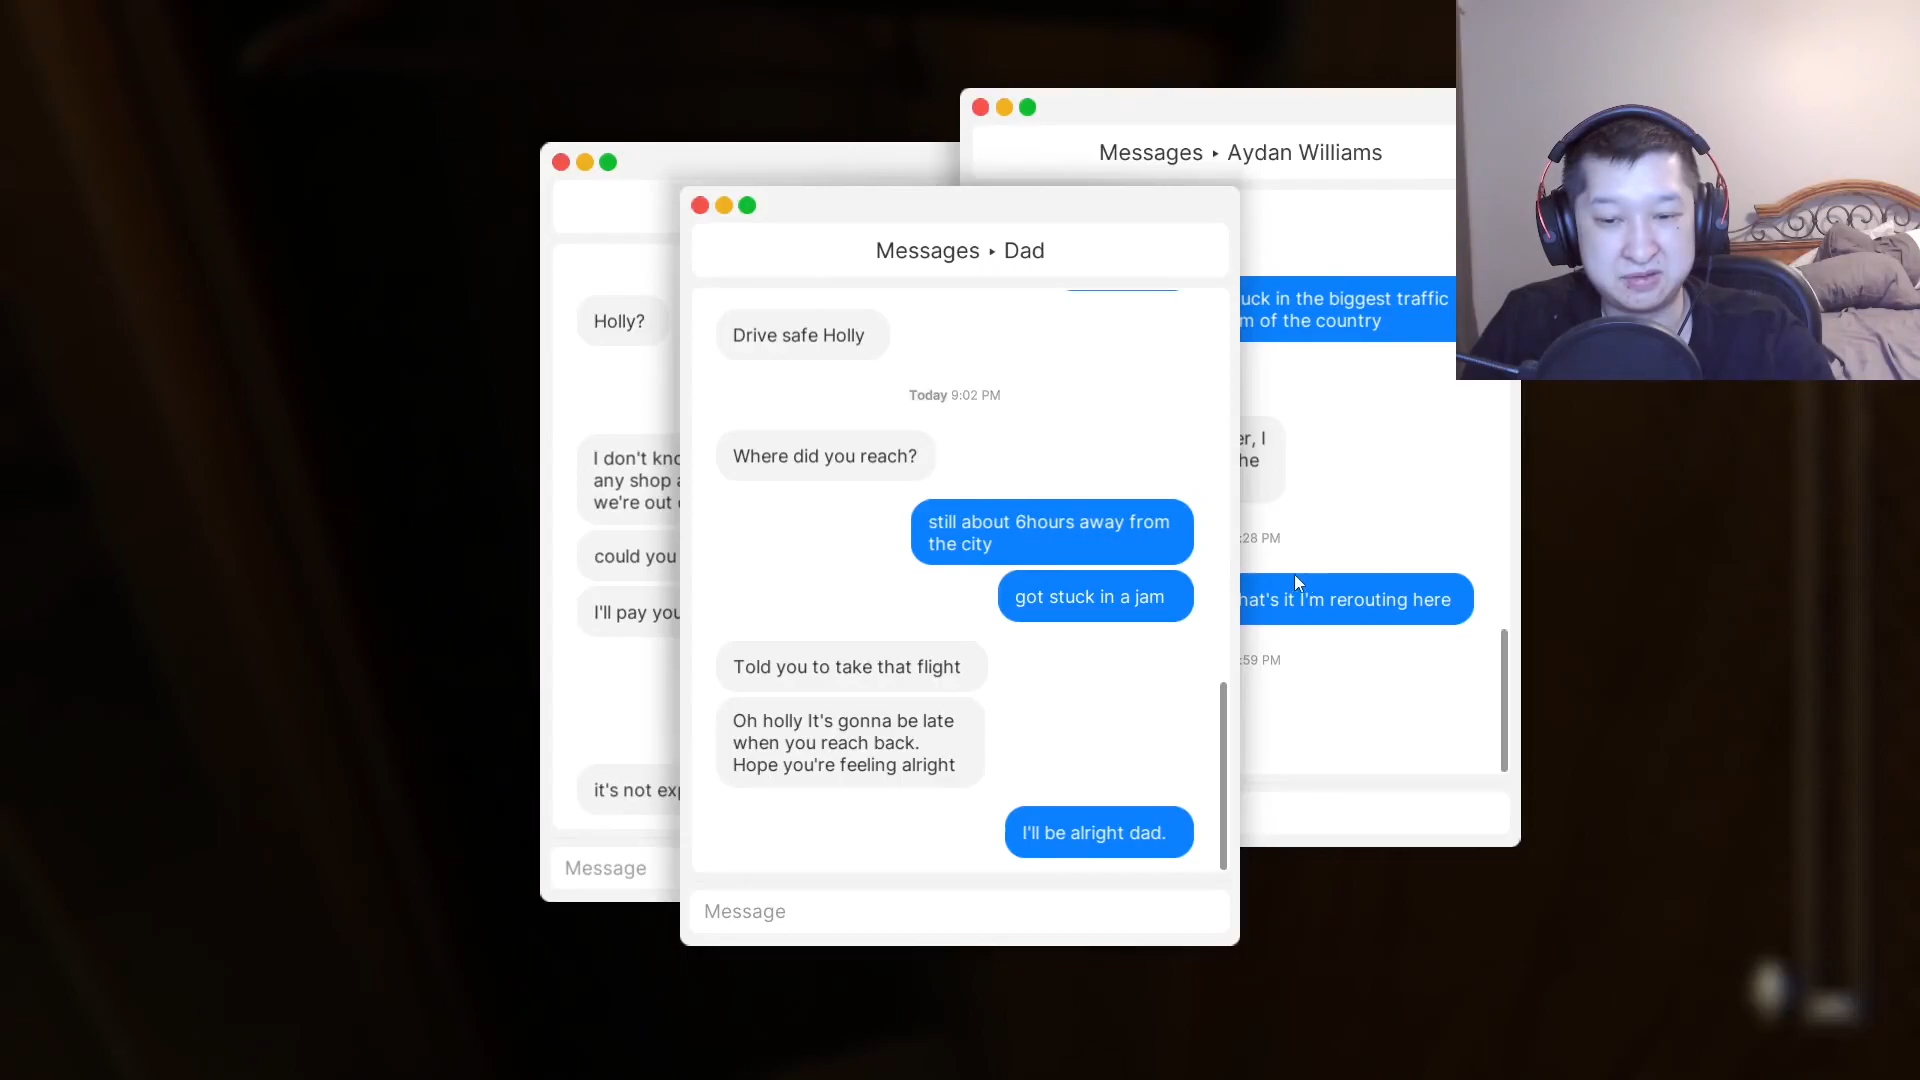 Holly?
I don't
any shop
we're out
could you
I'll pay you
it's not
Message
Messages ▸ Dad
Drive safe Holly
Today 9:02 PM
Where did you reach?
still about 6hours away from
the city
got stuck in a jam
Told you to take that flight
Oh holly It's gonna be late
when you reach back.
Hope you're feeling alright
I'll be alright dad.
Message
Messages ▸ Aydan Williams
in the biggest traffic
of the country
I
:28 PM
it I'm rerouting here
:59 PM